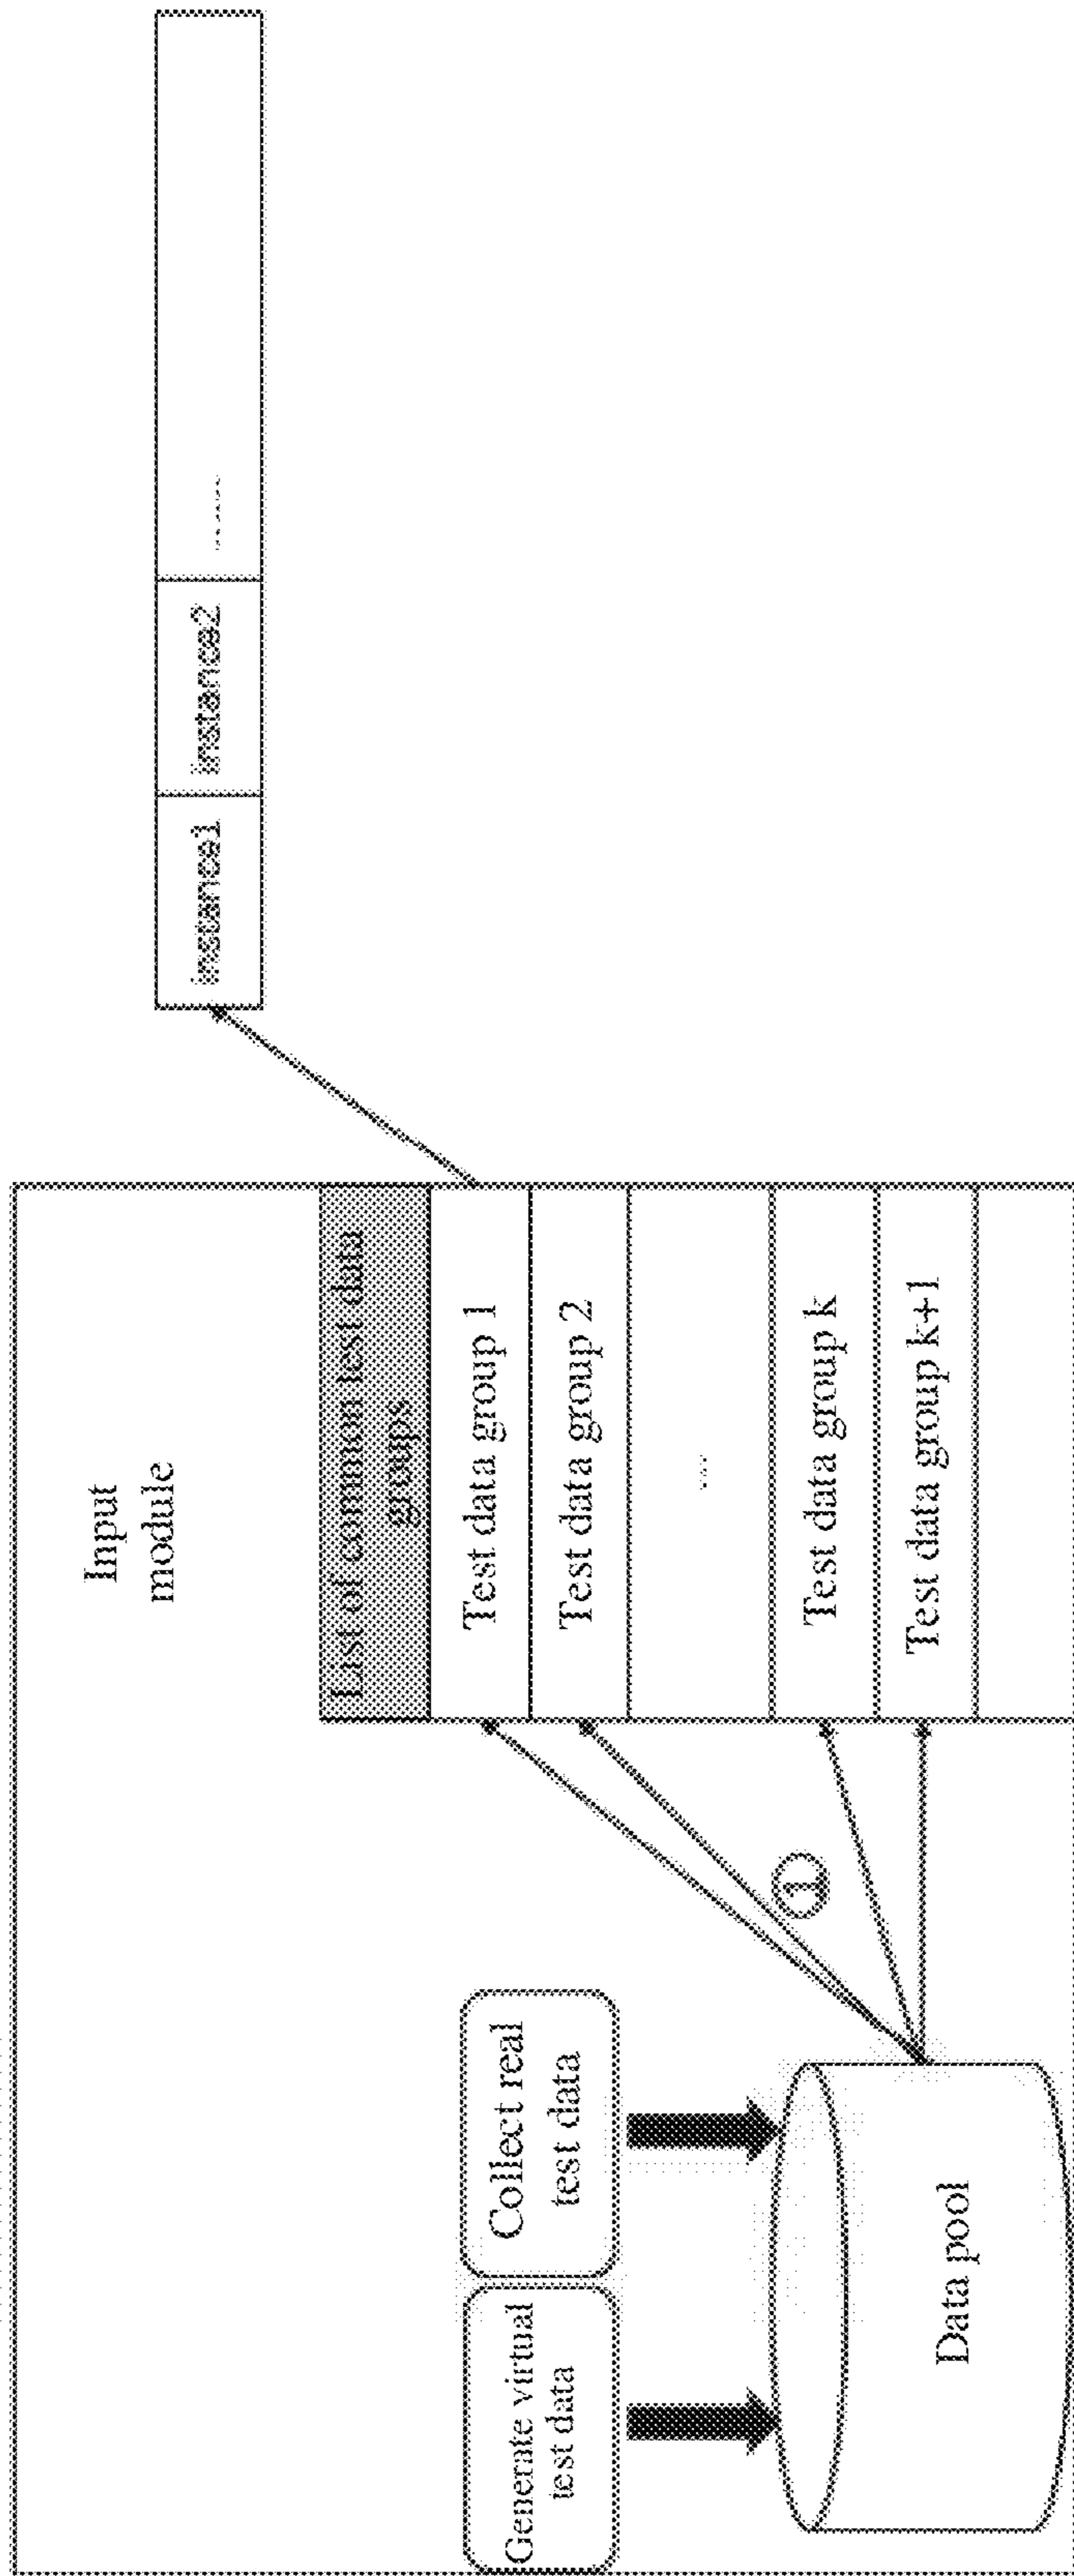 Input
module
Generate virtual
test data
Collect real
test data
Data pool
①
List of common test data
groups
Test data group 1
Test data group 2
...
Test data group k
Test data group k+1
instance1
instance2
......